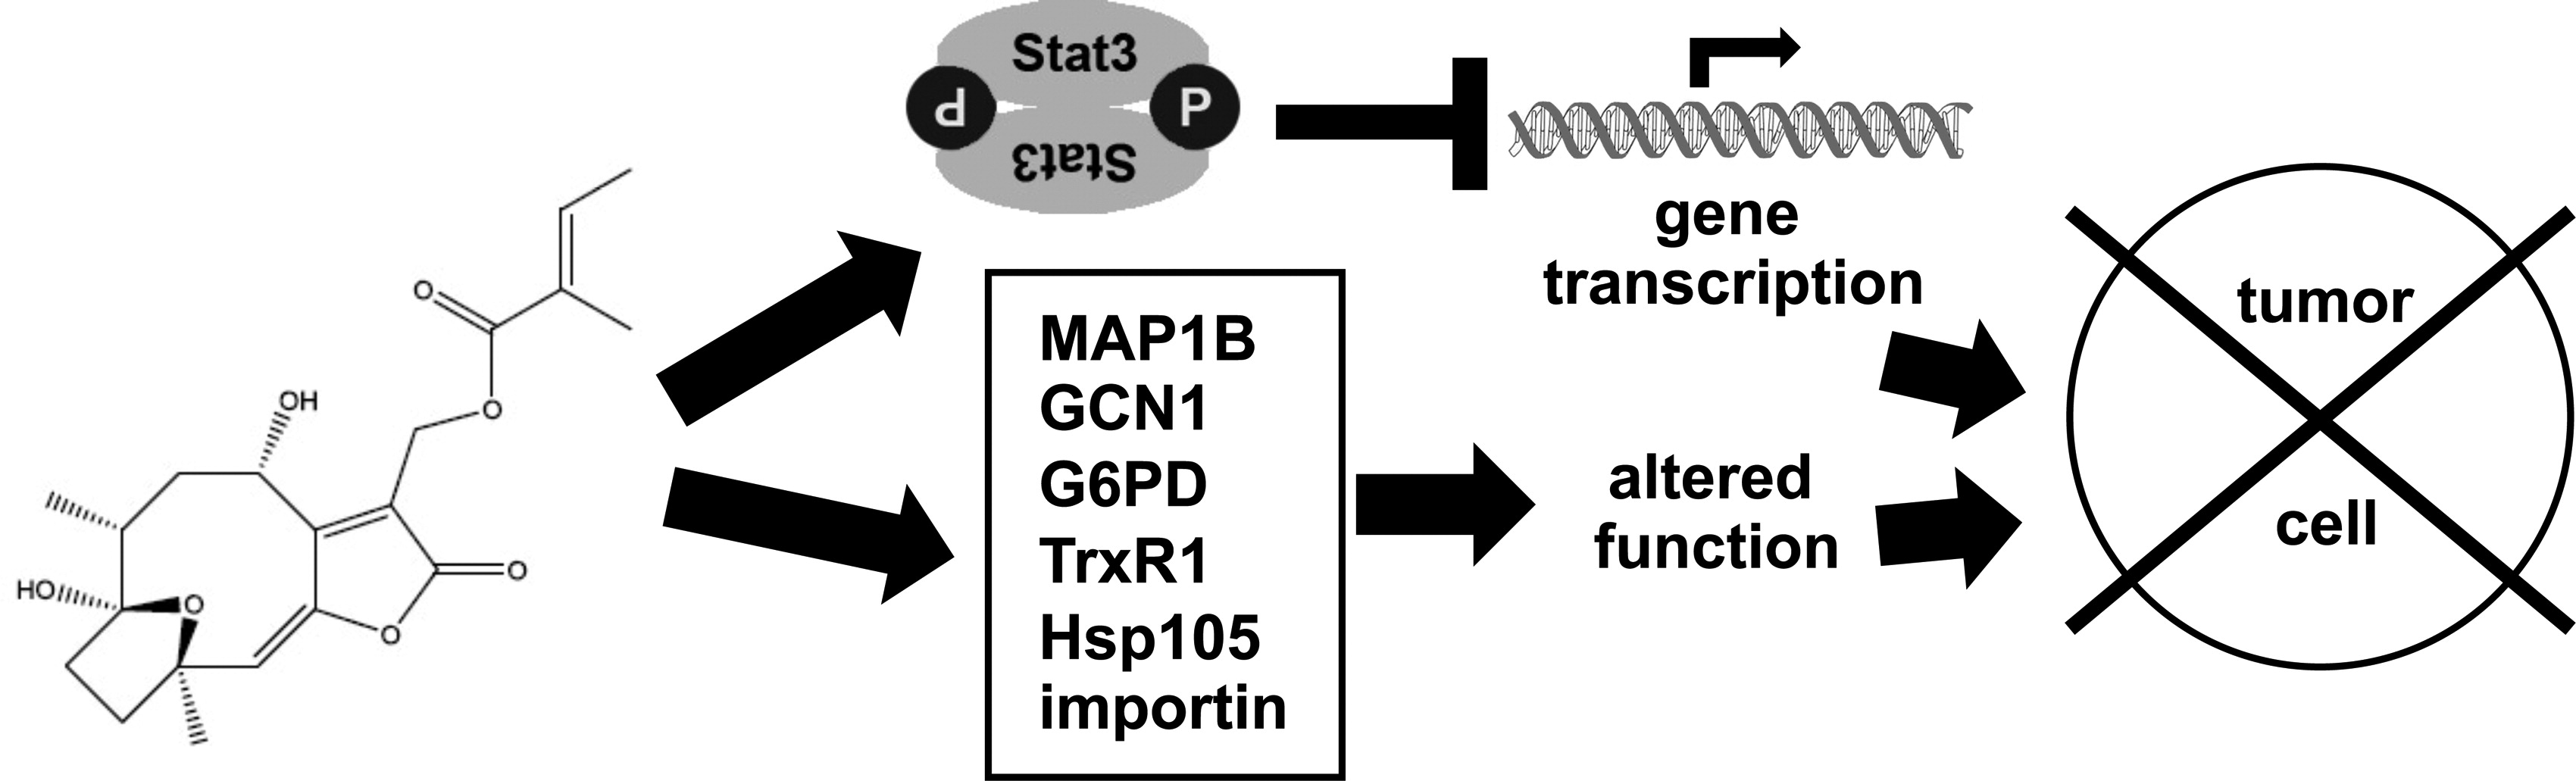 OH
O
O
HO
O
O
O
Stat3
P
P
Stat3
MAP1B
GCN1
G6PD
TrxR1
Hsp105
importin
gene
transcription
altered
function
tumor
cell